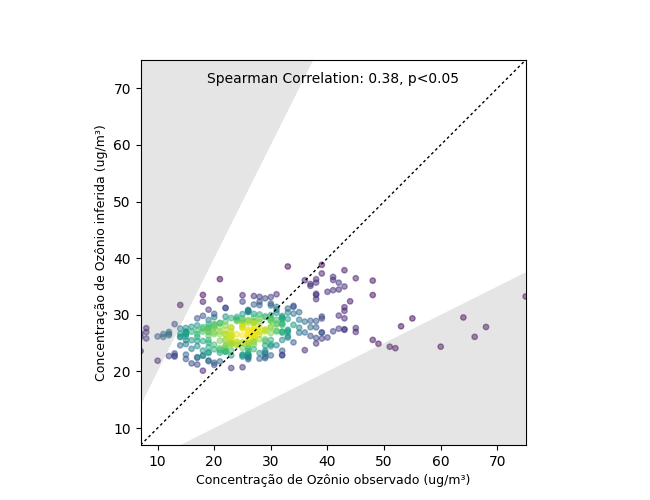 Spearman Correlation: 0.38, p<0.05
70
60
50
40
30
20
10
Concentração de Ozônio inferida (ug/m³)
10 20 30 40 50 60 70
Concentração de Ozônio observado (ug/m³)